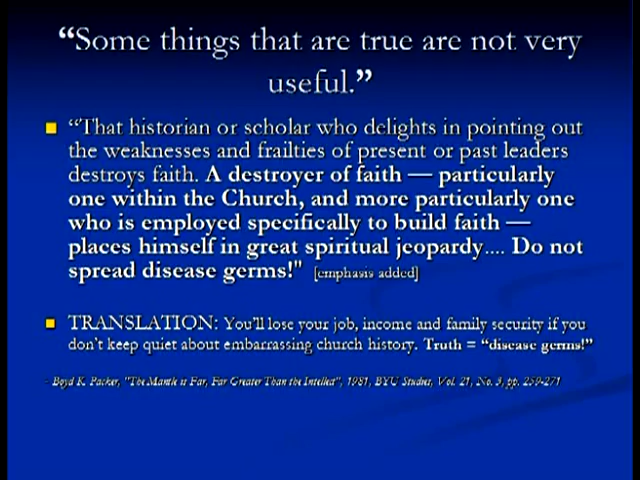 “Some things that are true are not very
useful.”
“That historian or scholar who delights in pointing out
the weaknesses and frailties of present or past leaders
destroys faith. A destroyer of faith — particularly
one within the Church, and more particularly one
who is employed specifically to build faith —
places himself in great spiritual jeopardy.... Do not
spread disease germs!" [emphasis added]
TRANSLATION: You'll lose your job, income and family security if you
don't keep quiet about embarrassing church history. Truth = “disease germs!”
- Boyd K. Packer, "The Mantle is Far, Far Greater Than the Intellect", 1981, BYU Studies, Vol. 21, No. 3, pp. 259-271